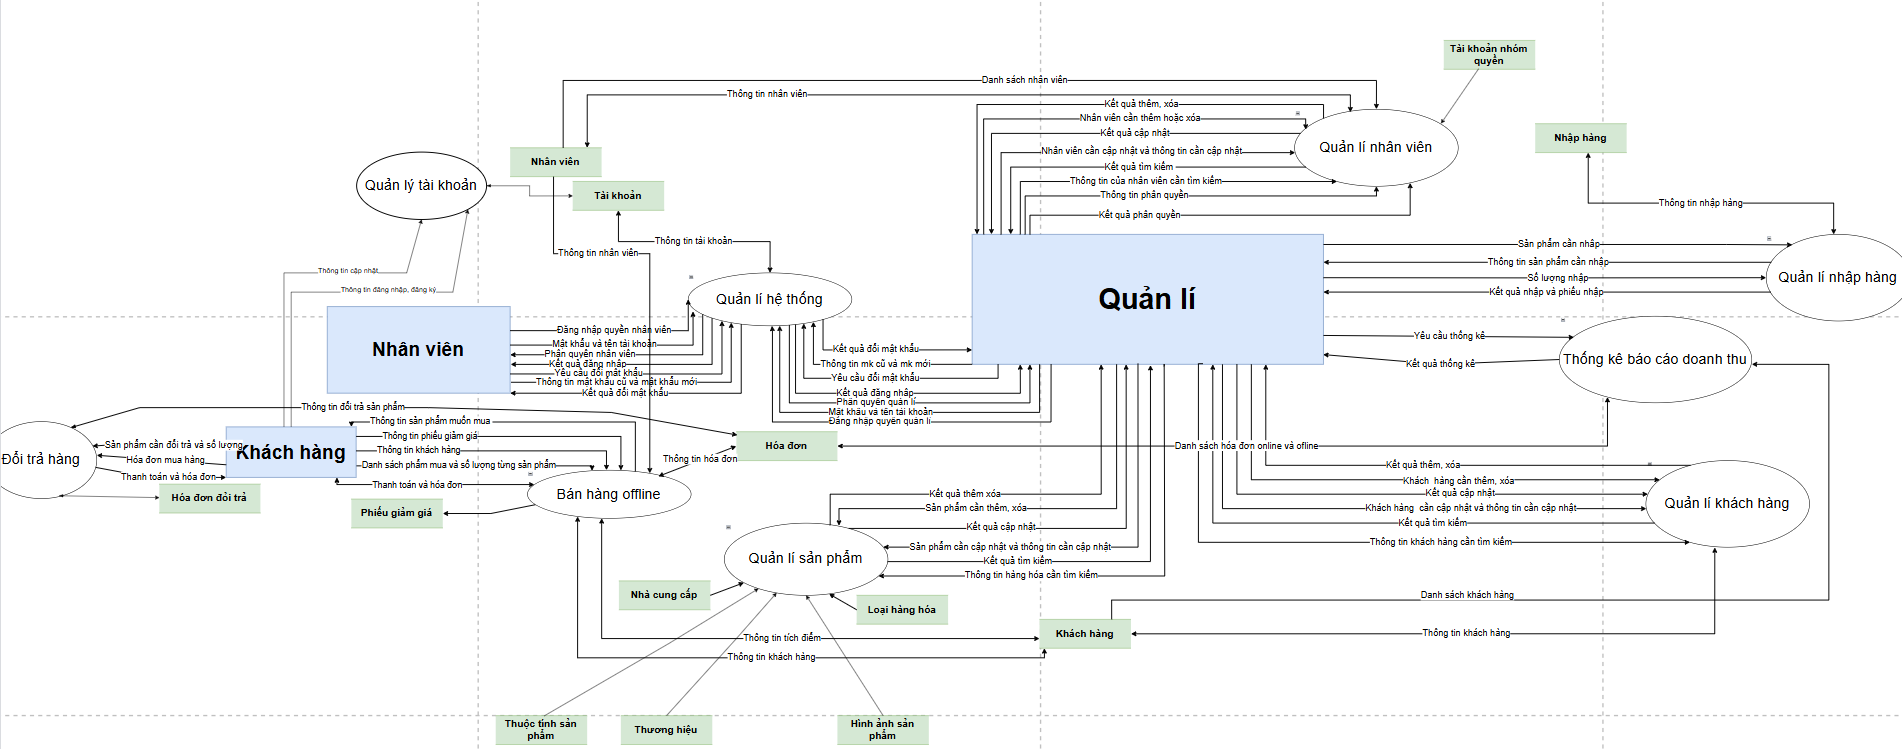 Tài khoản nhóm
quyền
Danh sách nhân viên
Thông tin nhân viên
Kết quả thêm, xóa
Nhân viên cần thêm hoặc xóa
Kết quả cập nhật
Nhân viên cần cập nhật và thông tin cần cập nhật
Kết quả tìm kiếm
Thông tin của nhân viên cần tìm kiếm
Thông tin phân quyền
Kết quả phân quyền
Quản lí nhân viên
Nhập hàng
Nhân viên
Quản lý tài khoản
Tài khoản
Thông tin nhập hàng
Thông tin tài khoản
Thông tin nhân viên
Thông tin cập nhật
Thông tin đăng nhập, đăng ký
Quản lí hệ thống
Quản lí
Sản phẩm cần nhâp
Thông tin sản phẩm cần nhập
Số lượng nhập
Kết quả nhập và phiếu nhập
Quản lí nhập hàng
Nhân viên
Đăng nhập quyền nhân viên
Mật khẩu và tên tài khoản
Phân quyền nhân viên
Kết quả đăng nhập
Yêu cầu đổi mật khẩu
Thông tin mật khẩu cũ và mật khẩu mới
Kết quả đổi mật khẩu
Kết quả đổi mật khẩu
Thông tin mk cũ và mk mới
Yêu cầu đổi mật khẩu
Kết quả đăng nhập
Phân quyền quản lí
Mât khẩu và tên tài khoản
Đăng nhập quyền quản lí
Yêu cầu thống kê
Kết quả thống kê
Thống kê báo cáo doanh thu
Thông tin đổi trả sản phẩm
Thông tin sản phẩm muốn mua
Thông tin phiếu giảm giá
Thông tin khách hàng
Danh sách phẩm mua và số lượng từng sản phẩm
Thanh toán và hóa đơn
Đổi trả hàng
Sản phẩm cần đổi trả và số lượng
Hóa đơn mua hàng
Thanh toán và hóa đơn
Khách hàng
Hóa đơn đổi trả
Phiếu giảm giá
Bán hàng offline
Thông tin hóa đơn
Hóa đơn
Danh sách hóa đơn online và ofline
Kết quả thêm xóa
Sản phẩm cần thêm, xóa
Kết quả cập nhật
Sản phẩm cần cập nhật và thông tin cần cập nhật
Kết quả tìm kiếm
Thông tin hàng hóa cần tìm kiếm
Quản lí sản phẩm
Kết quả thêm, xóa
Khách  hàng cần thêm, xóa
Kết quả cập nhật
Khách hàng  cần cập nhật và thông tin cần cập nhật
Kết quả tìm kiếm
Thông tin khách hàng cần tìm kiếm
Quản lí khách hàng
Nhà cung cấp
Loại hàng hóa
Danh sách khách hàng
Khách hàng
Thông tin khách hàng
Thông tin tích điểm
Thông tin khách hàng
Thuộc tính sản
phẩm
Thương hiệu
Hình ảnh sản
phẩm